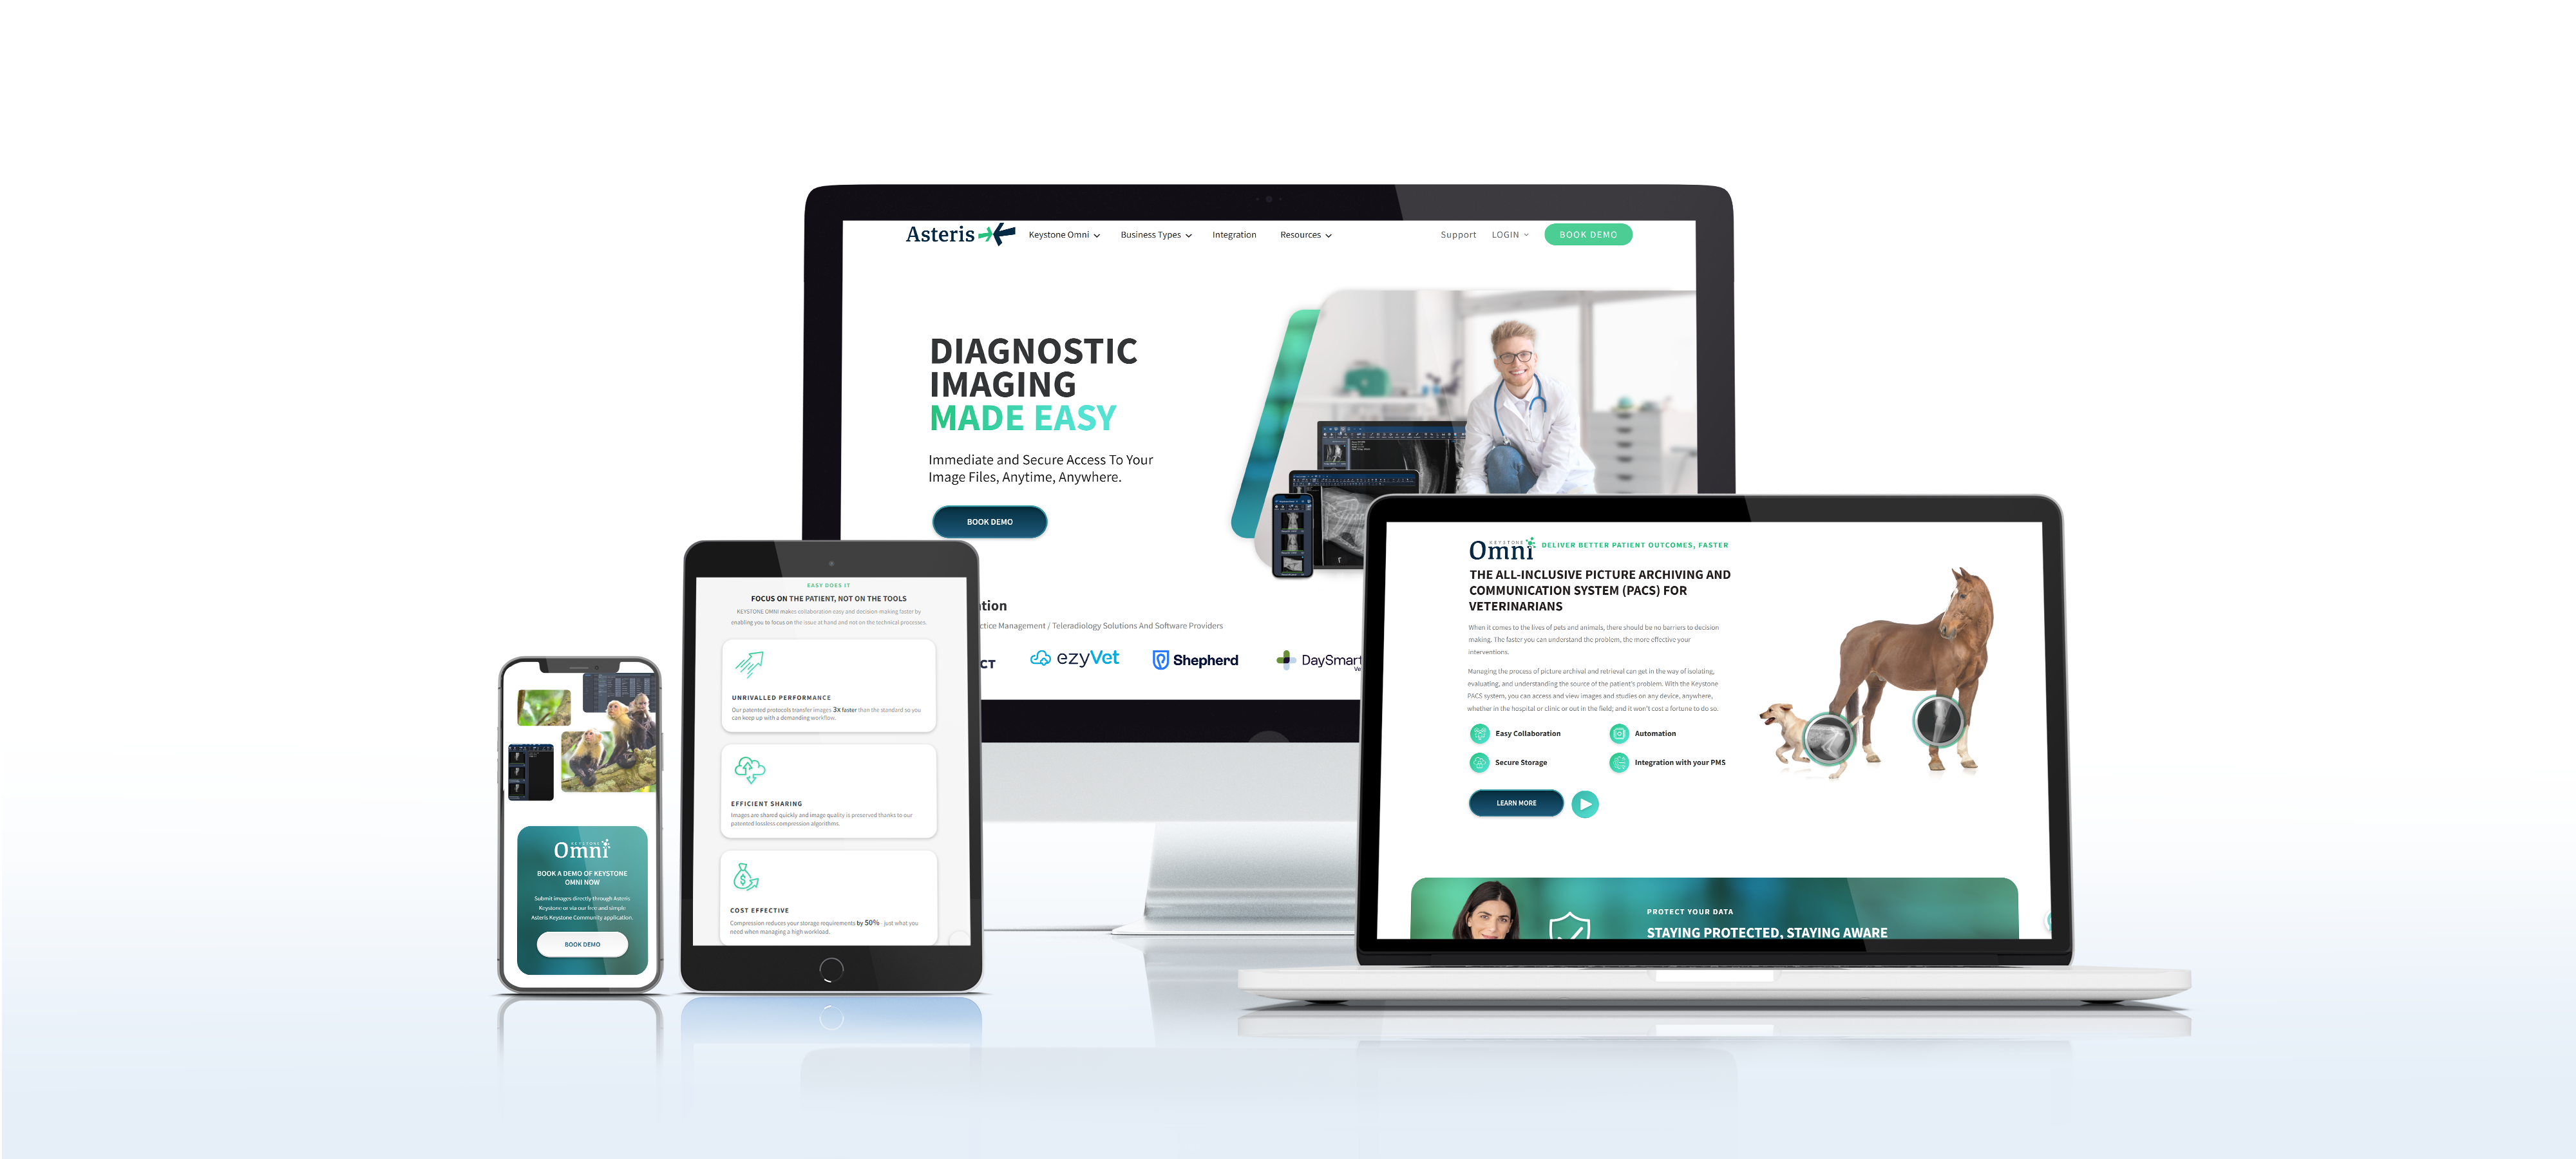 Asteris
Keystone Omni
Business Types
Integration
Resources
Support
LOGIN
BOOK DEMO
DIAGNOSTIC
IMAGING
MADE EASY
Immediate and Secure Access To Your
Image Files, Anytime, Anywhere.
BOOK DEMO
tion
ctice Management / Teleradiology Solutions And Software Providers
CT
ezyVet
Shepherd
DaySmart
Ve
EASY DOES IT
FOCUS ON THE PATIENT, NOT ON THE TOOLS
KEYSTONE OMNI makes collaboration easy and decision-making faster by
enabling you to focus on the issue at hand and not on the technical processes.
UNRIVALLED PERFORMANCE
Our patented protocols transfer images 3x faster than the standard so you
can keep up with a demanding workflow.
EFFICIENT SHARING
Images are shared quickly and image quality is preserved thanks to our
patented lossless compression algorithms.
COST EFFECTIVE
Compression reduces your storage requirements by 50% just what you
need when managing a high workload.
KEYSTONE
Omni
BOOK A DEMO OF KEYSTONE
OMNI NOW
Submit images directly through Asteris
Keystone or via our free and simple
Asteris Keystone Community application.
BOOK DEMO
KEYSTONE
Omni
DELIVER BETTER PATIENT OUTCOMES, FASTER
THE ALL-INCLUSIVE PICTURE ARCHIVING AND
COMMUNICATION SYSTEM (PACS) FOR
VETERINARIANS
When it comes to the lives of pets and animals, there should be no barriers to decision
making. The faster you can understand the problem, the more effective your
interventions.
Managing the process of picture archival and retrieval can get in the way of isolating,
evaluating, and understanding the source of the patient's problem. With the Keystone
PACS system, you can access and view images and studies on any device, anywhere,
whether in the hospital or clinic or out in the field; and it won't cost a fortune to do so.
Easy Collaboration
Automation
Secure Storage
Integration with your PMS
LEARN MORE
PROTECT YOUR DATA
STAYING PROTECTED, STAYING AWARE